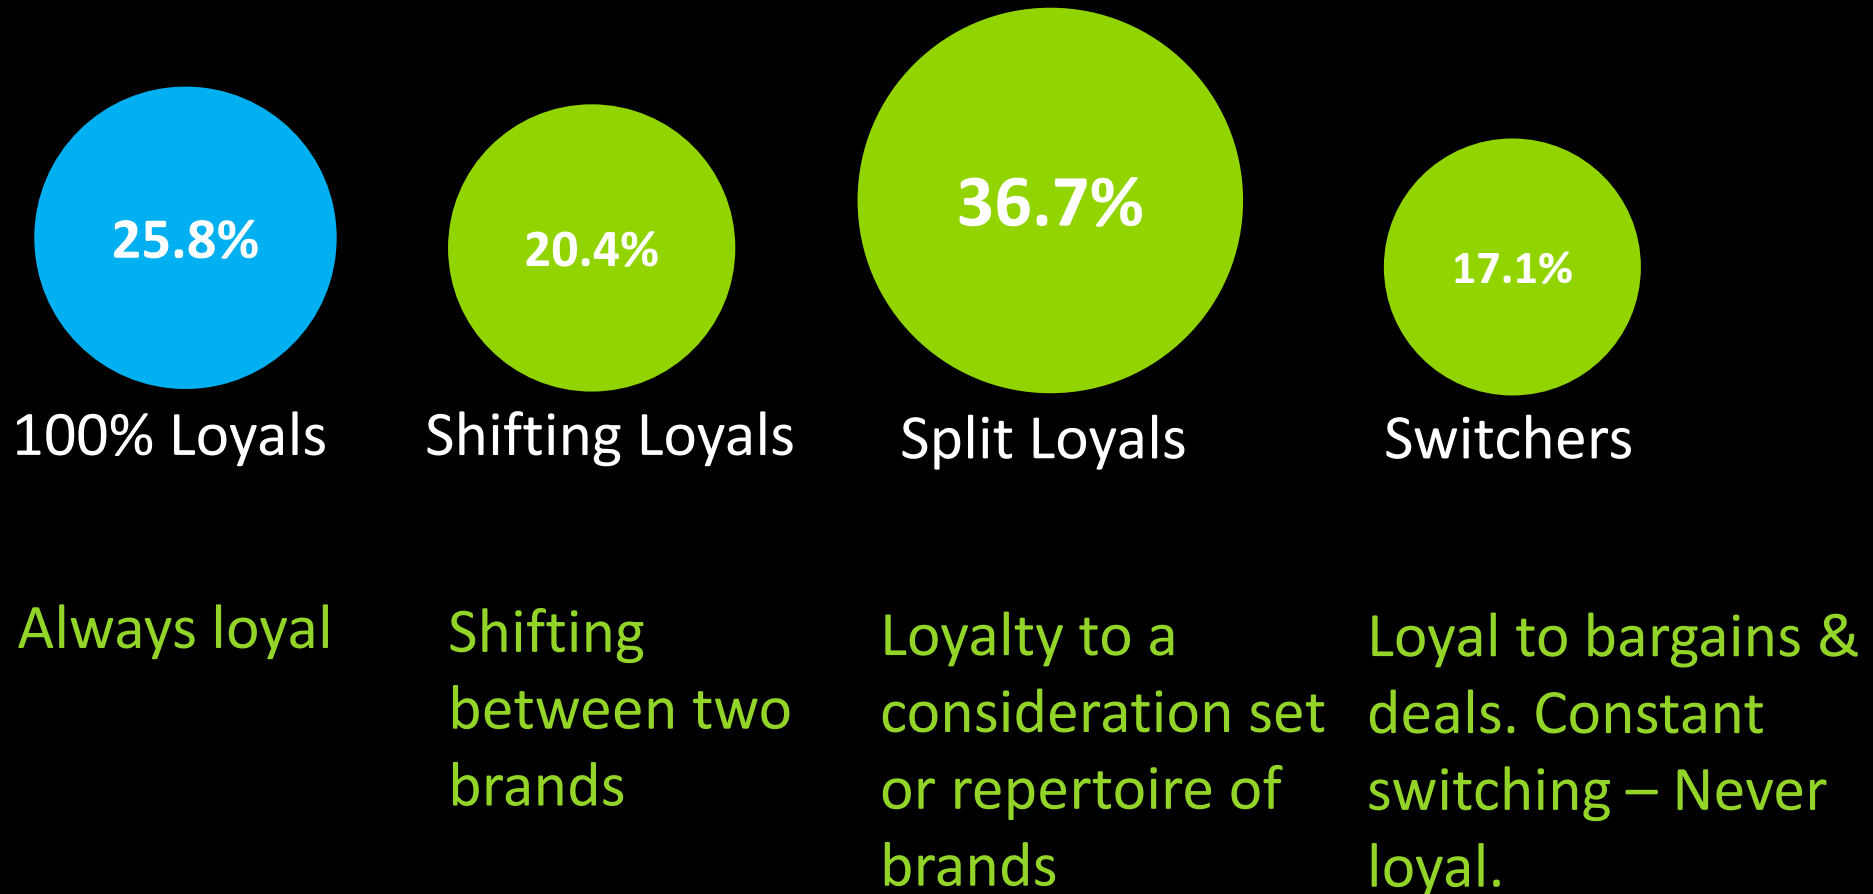 25.8%
20.4%
36.7%
17.1%
100% Loyals
Shifting Loyals
Split Loyals
Switchers
Always loyal
Shifting
between two
brands
Loyalty to a
consideration set
or repertoire of
brands
Loyal to bargains &
deals. Constant
switching – Never
loyal.